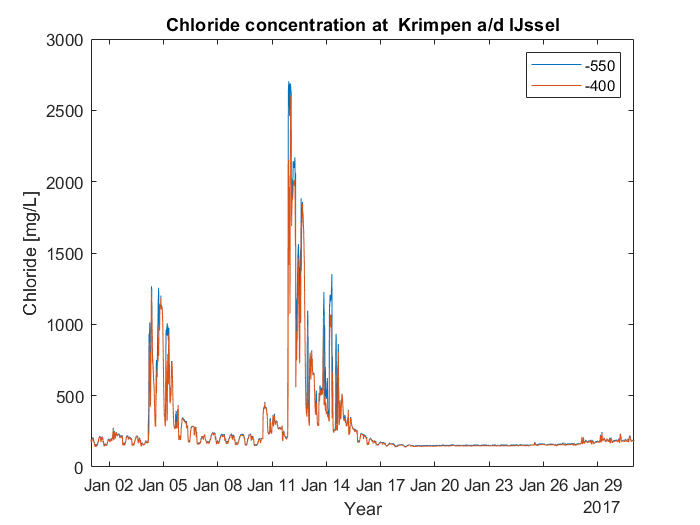 Chloride concentration at  Krimpen a/d IJssel
3000
2500
2000
1500
1000
500
0
Chloride [mg/L]
-550
-400
Jan 02 Jan 05 Jan 08 Jan 11 Jan 14 Jan 17 Jan 20 Jan 23 Jan 26 Jan 29
Year
2017